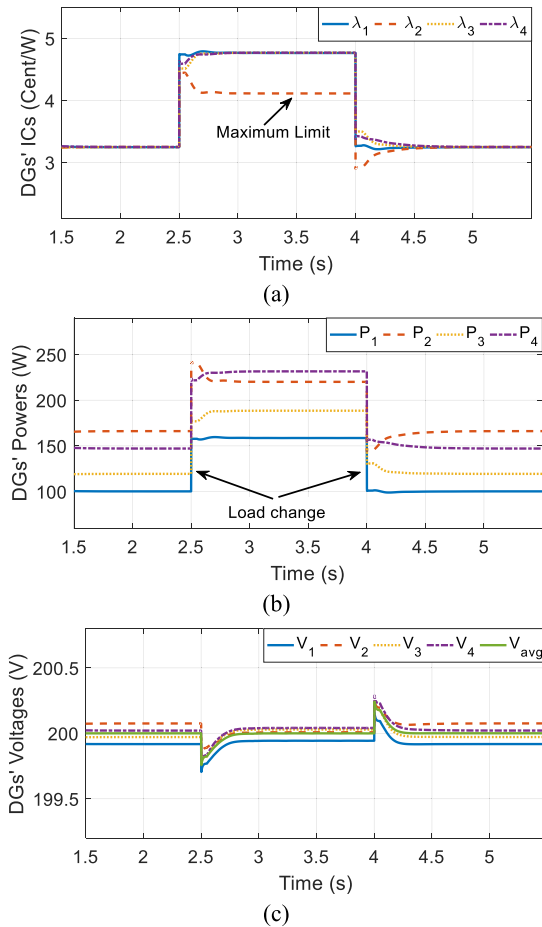 λ1 λ2 λ3 λ4
DGs' ICs (Cent/W)
5
4
3
Maximum Limit
1.5 2 2.5 3 3.5 4 4.5 5
Time (s)
(a)
P1 P2 P3 P4
DGs' Powers (W)
250
200
150
100
Load change
1.5 2 2.5 3 3.5 4 4.5 5
Time (s)
(b)
V1 V2 V3 V4 Vavg
DGs' Voltages (V)
200.5
200
199.5
1.5 2 2.5 3 3.5 4 4.5 5
Time (s)
(c)